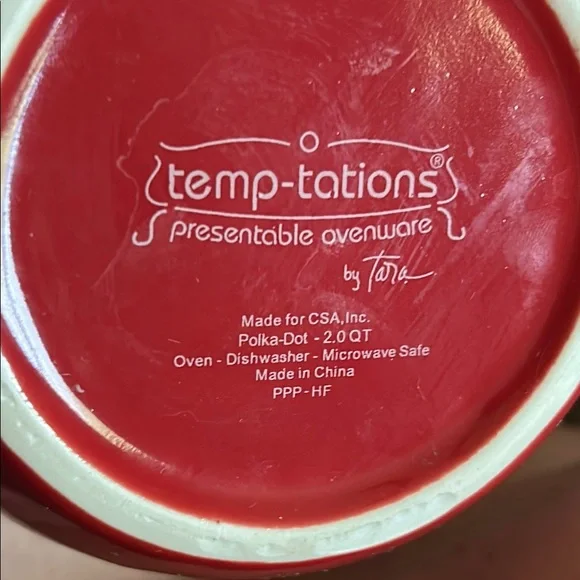 temp-tations®
presentable ovenware
by Tara
Made for CSA,Inc.
Polka-Dot - 2.0 QT
Oven - Dishwasher - Microwave Safe
Made in China
PPP-HF